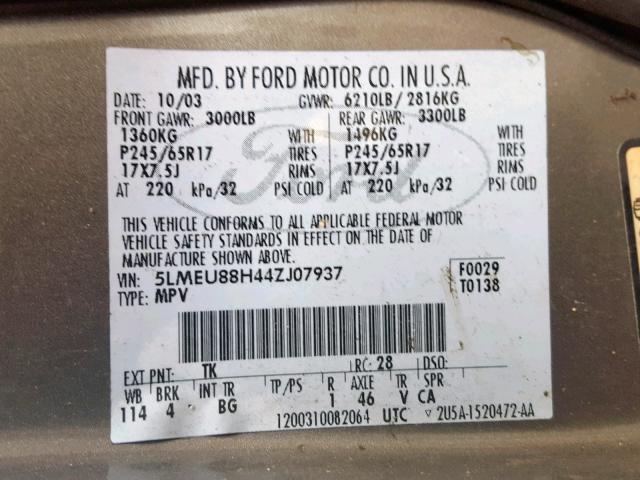 MFD. BY FORD MOTOR CO. IN U.S.A.
DATE: 10/03 GVWR: 6210LB/ 2816KG
FRONT GAWR: 3000LB REAR GAWR: 3300LB
1360KG WITH 1496KG WITH
P245/65R17 TIRES P245/65R17 TIRES
17X7.5J RIMS 17X7.5J RIMS
AT 220 kPa/32 PSI COLD AT 220 kPa/32 PSI COLD
Ford
THIS VEHICLE CONFORMS TO ALL APPLICABLE FEDERAL MOTOR
VEHICLE SAFETY STANDARDS IN EFFECT ON THE DATE OF
MANUFACTURE SHOWN ABOVE.
VIN: 5LMEU88H44ZJ07937 F0029
TYPE: MPV T0138
EXT PNT: TK RC: 28 DSO:
WB BRK INT TR TP/PS R AXLE TR SPR
114 4 BG 1 46 V CA
1200310082064 UTC ▽ 2U5A-1520472-AA